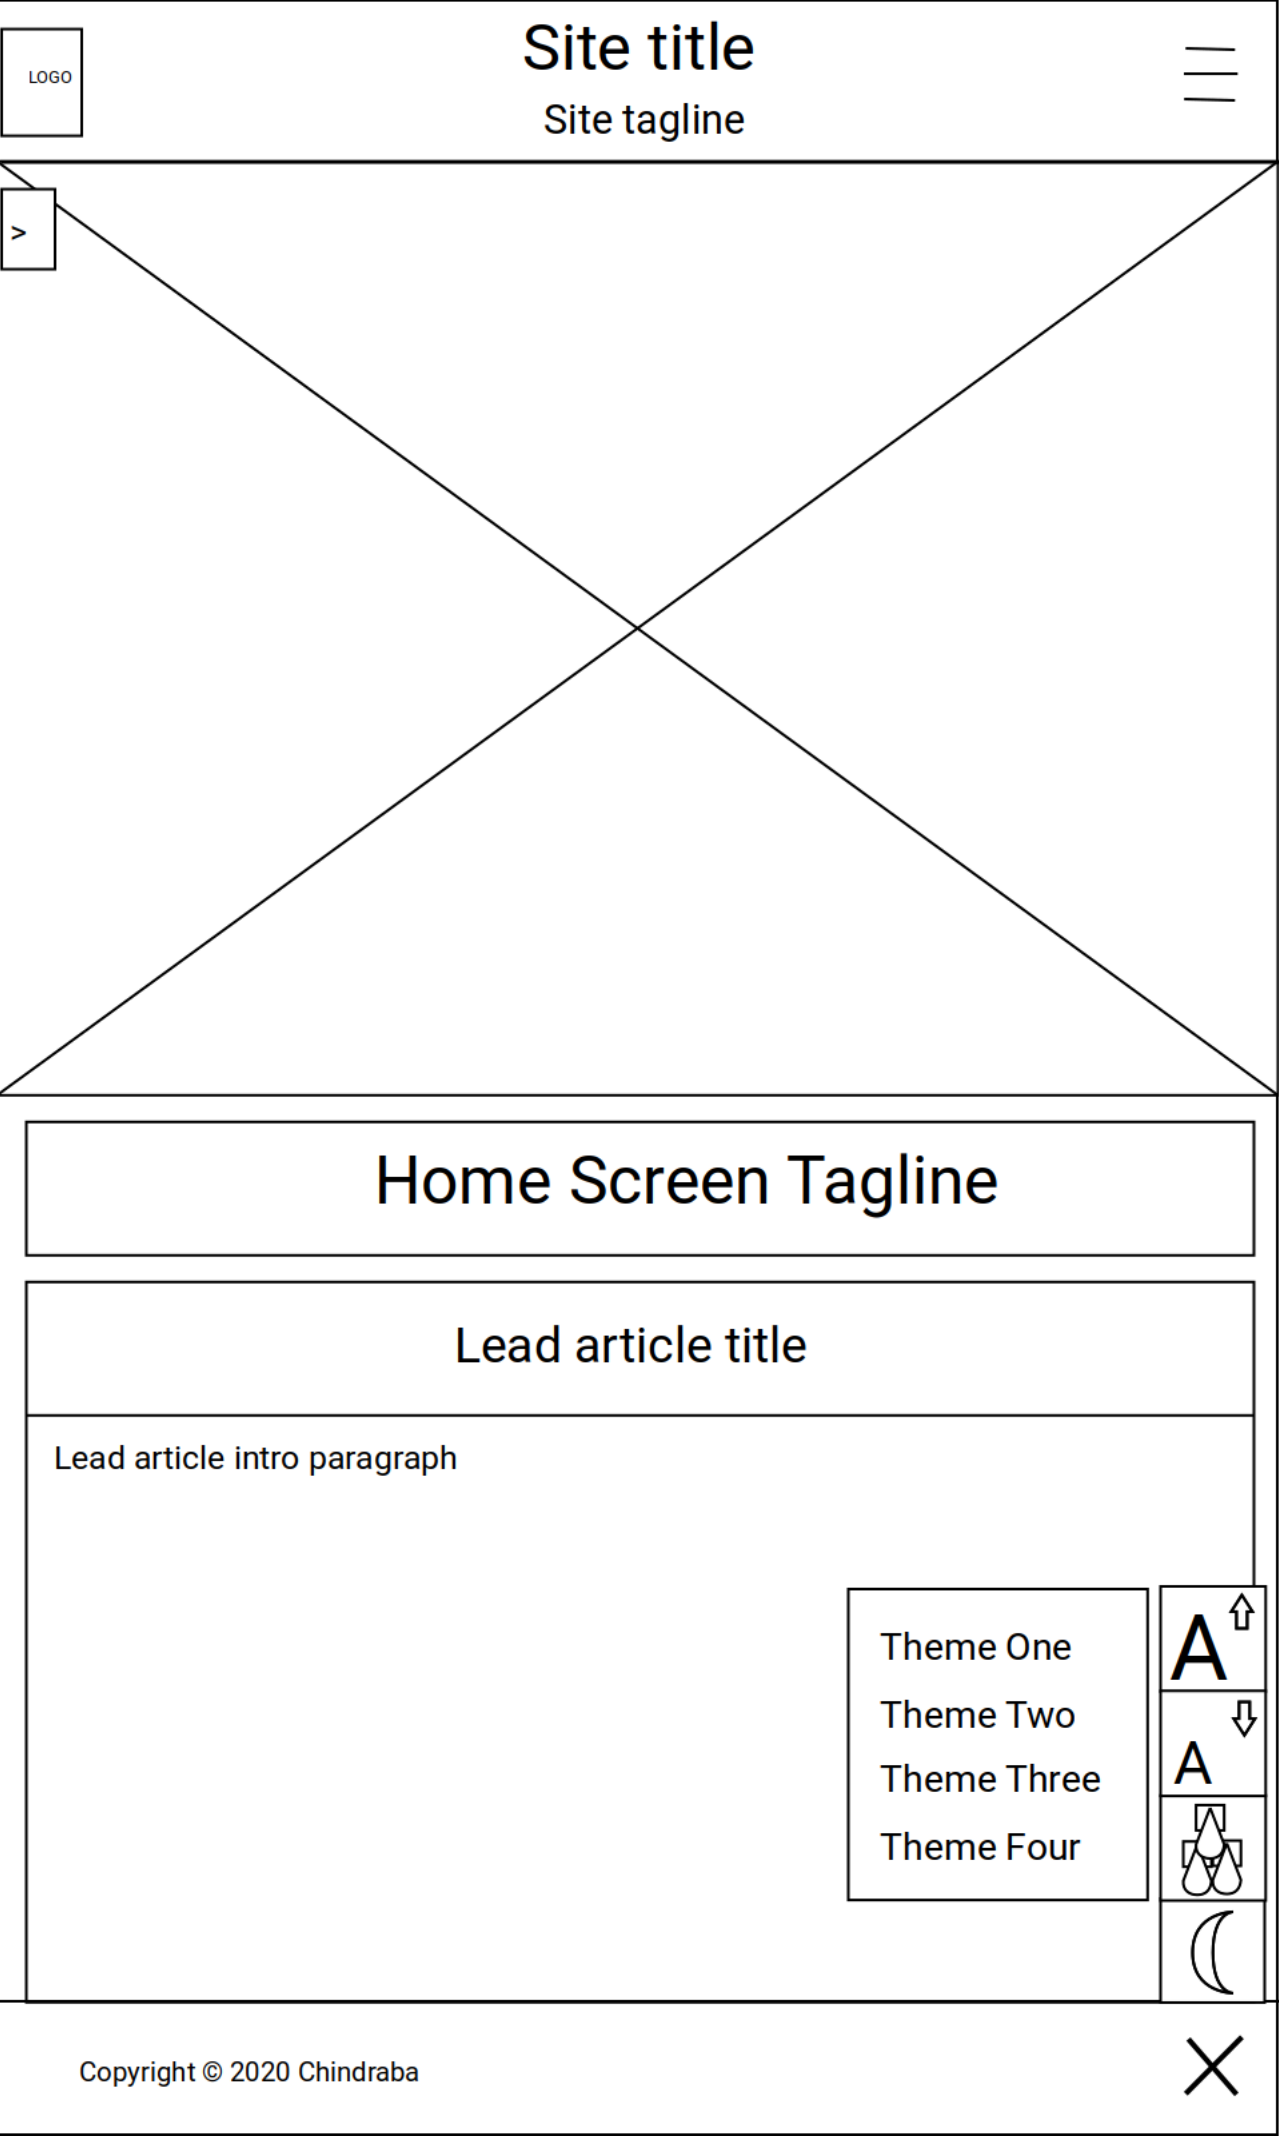 LOGO
Site title
Site tagline
>
Home Screen Tagline
Lead article title
Lead article intro paragraph
Theme One
Theme Two
Theme Three
Theme Four
A
A
Copyright © 2020 Chindraba